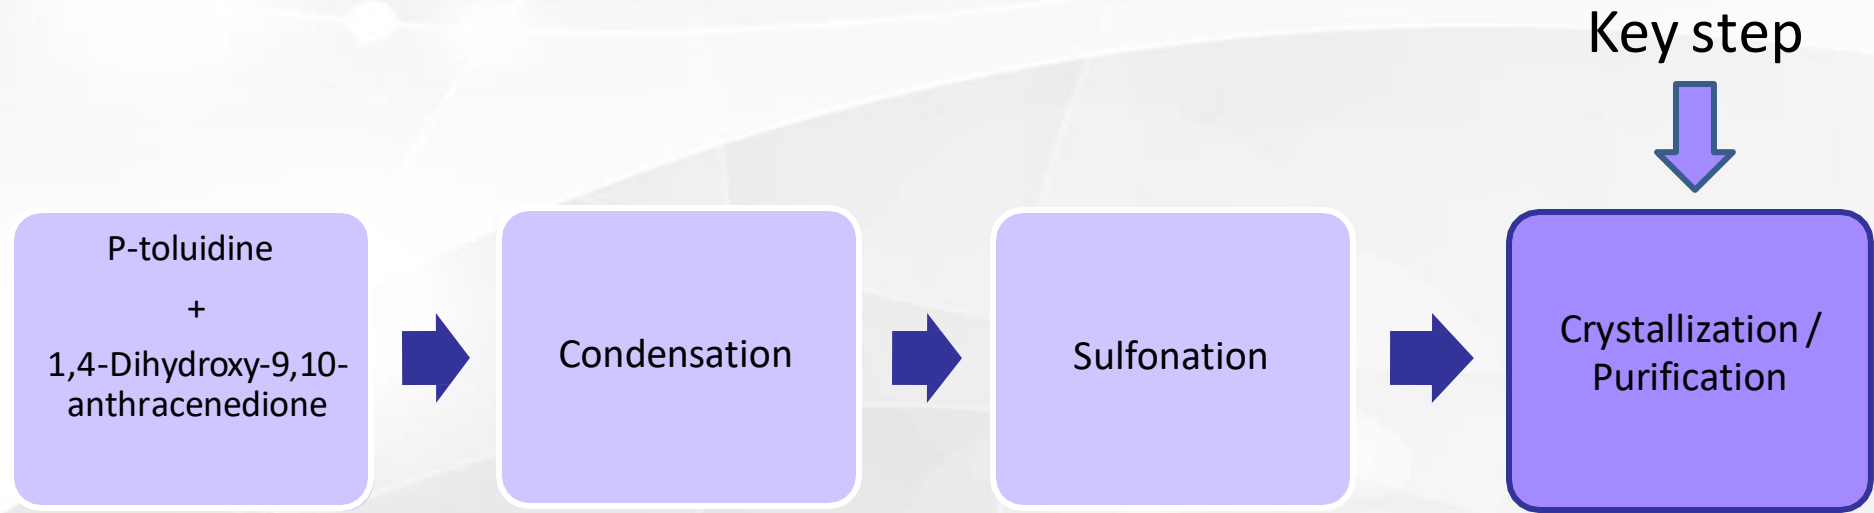 Key step
P-toluidine
+
1,4-Dihydroxy-9,10-
anthracenedione
Condensation
Sulfonation
Crystallization /
Purification